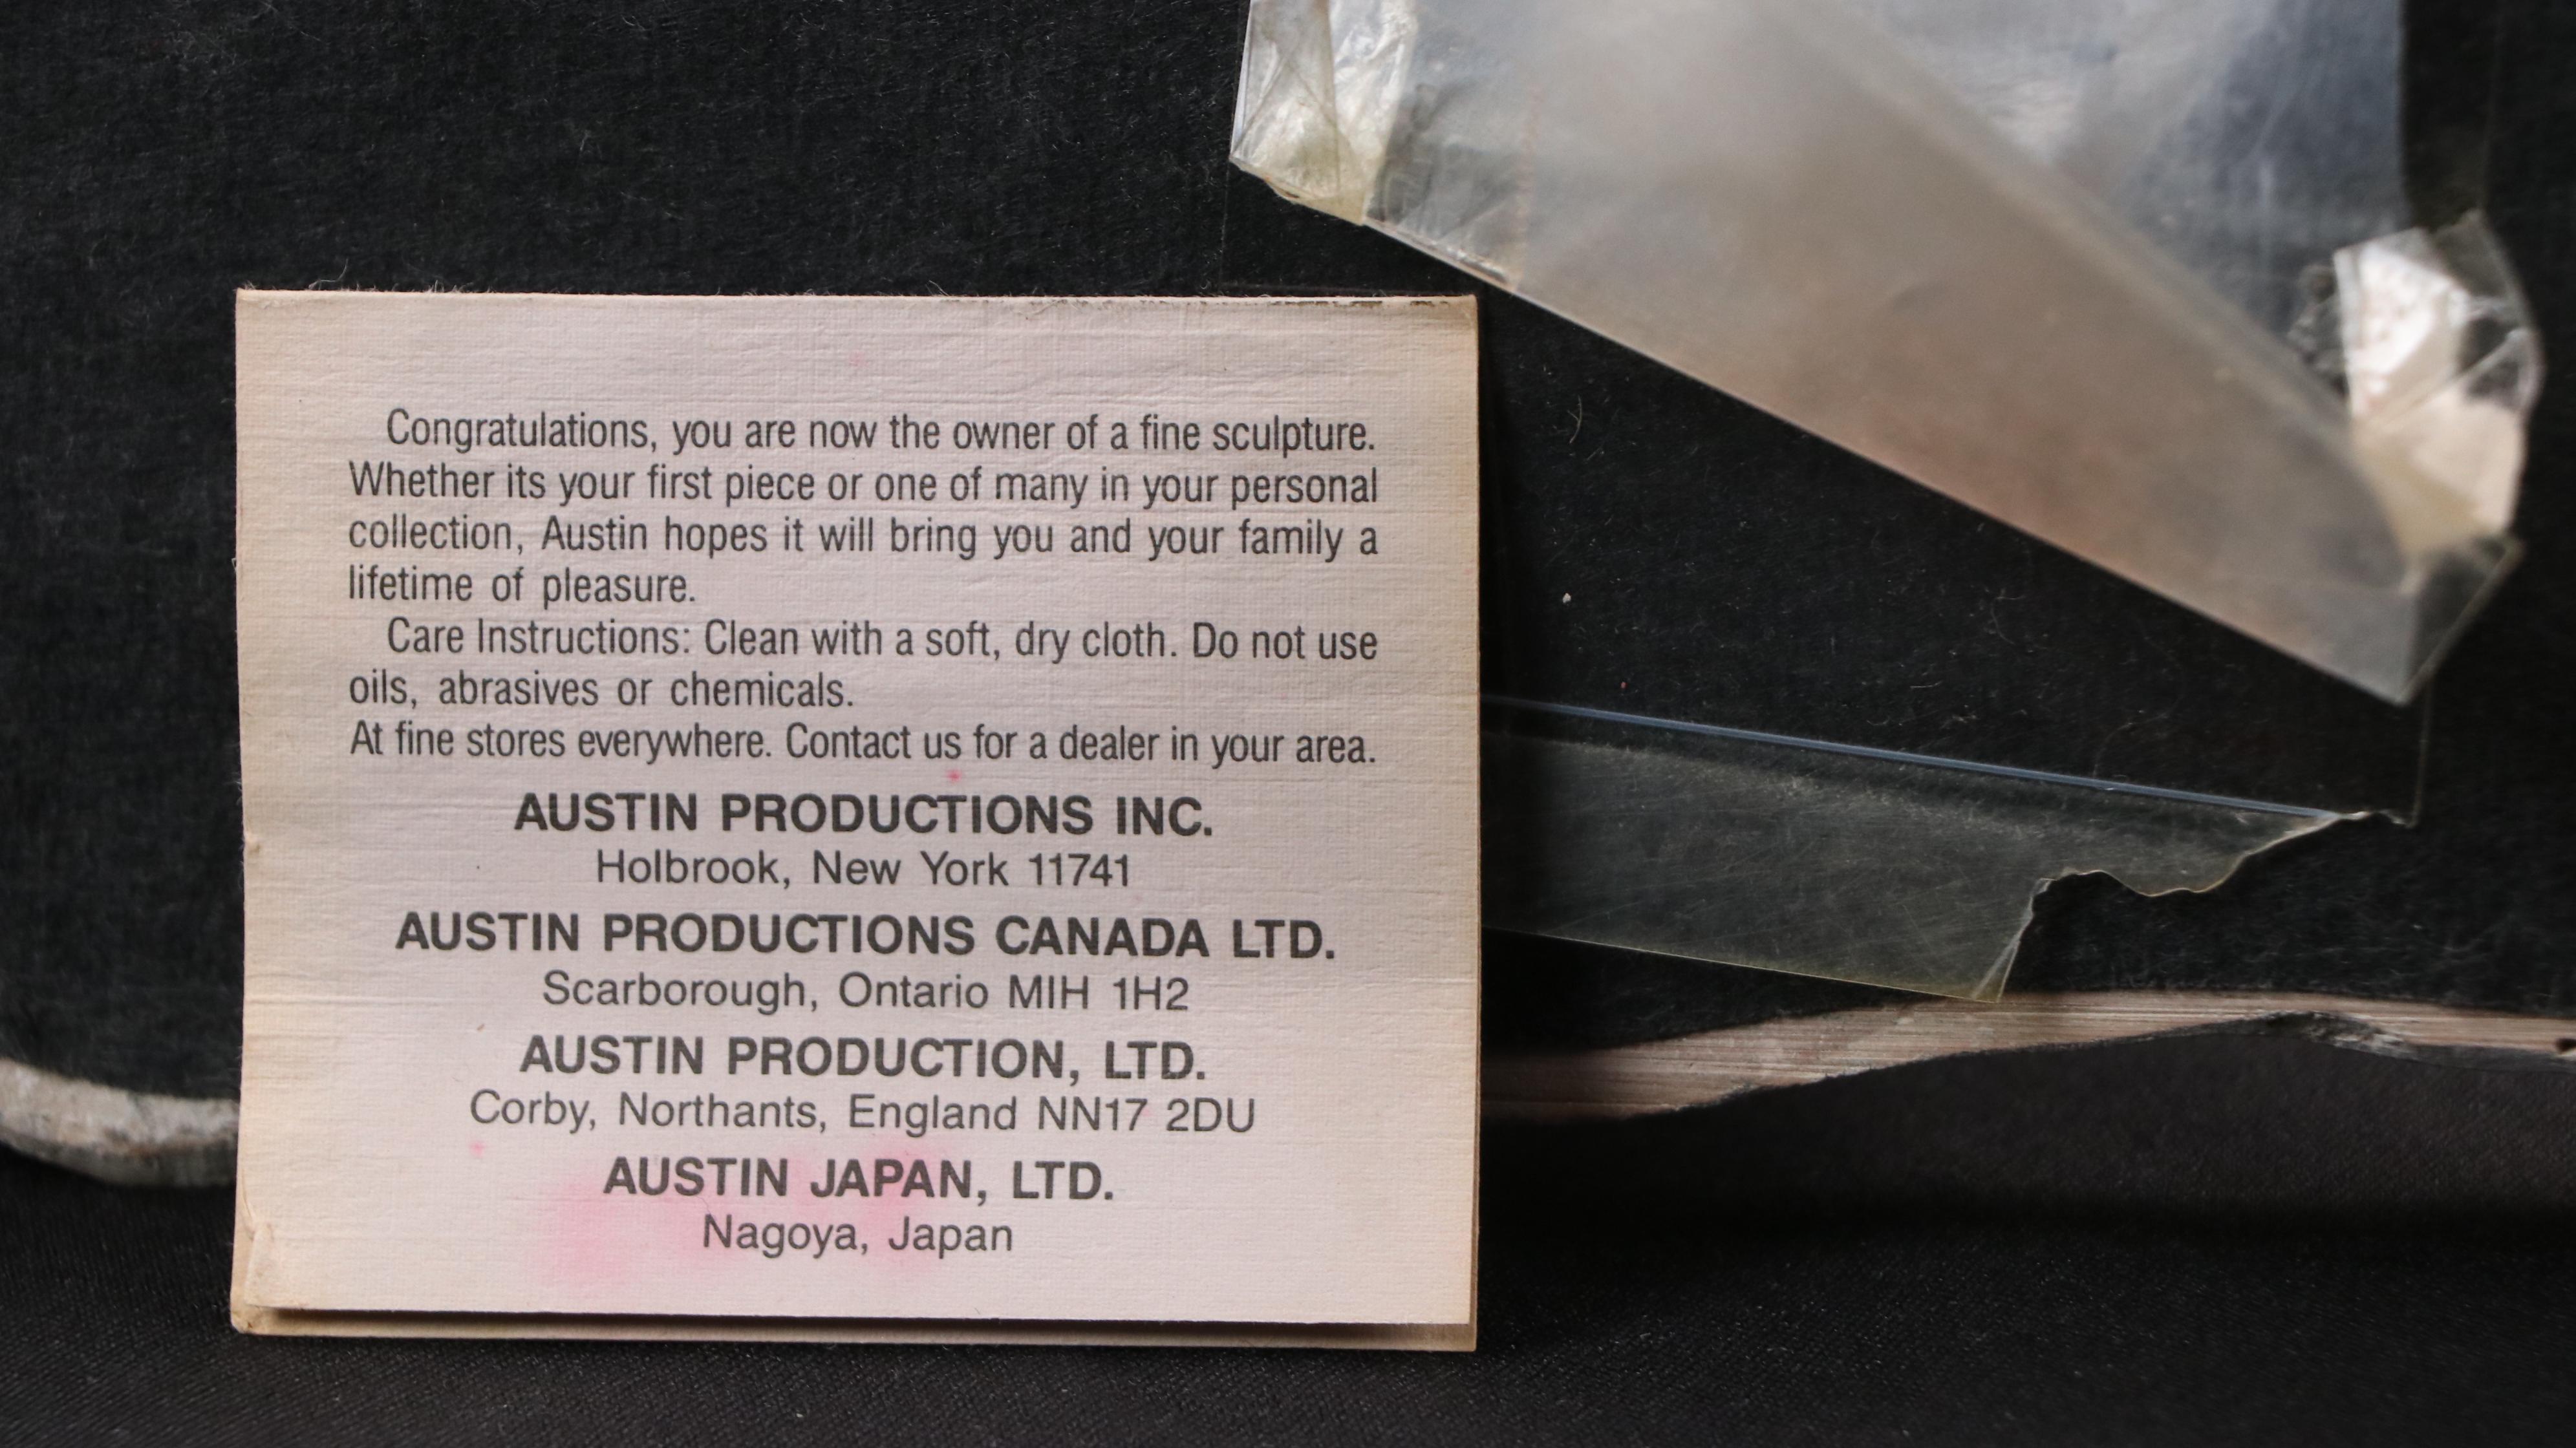 Congratulations, you are now the owner of a fine sculpture.
Whether its your first piece or one of many in your personal
collection, Austin hopes it will bring you and your family a
lifetime of pleasure.
Care Instructions: Clean with a soft, dry cloth. Do not use
oils, abrasives or chemicals.
At fine stores everywhere. Contact us for a dealer in your area.
AUSTIN PRODUCTIONS INC.
Holbrook, New York 11741
AUSTIN PRODUCTIONS CANADA LTD.
Scarborough, Ontario MIH 1H2
AUSTIN PRODUCTION, LTD.
Corby, Northants, England NN17 2DU
AUSTIN JAPAN, LTD.
Nagoya, Japan